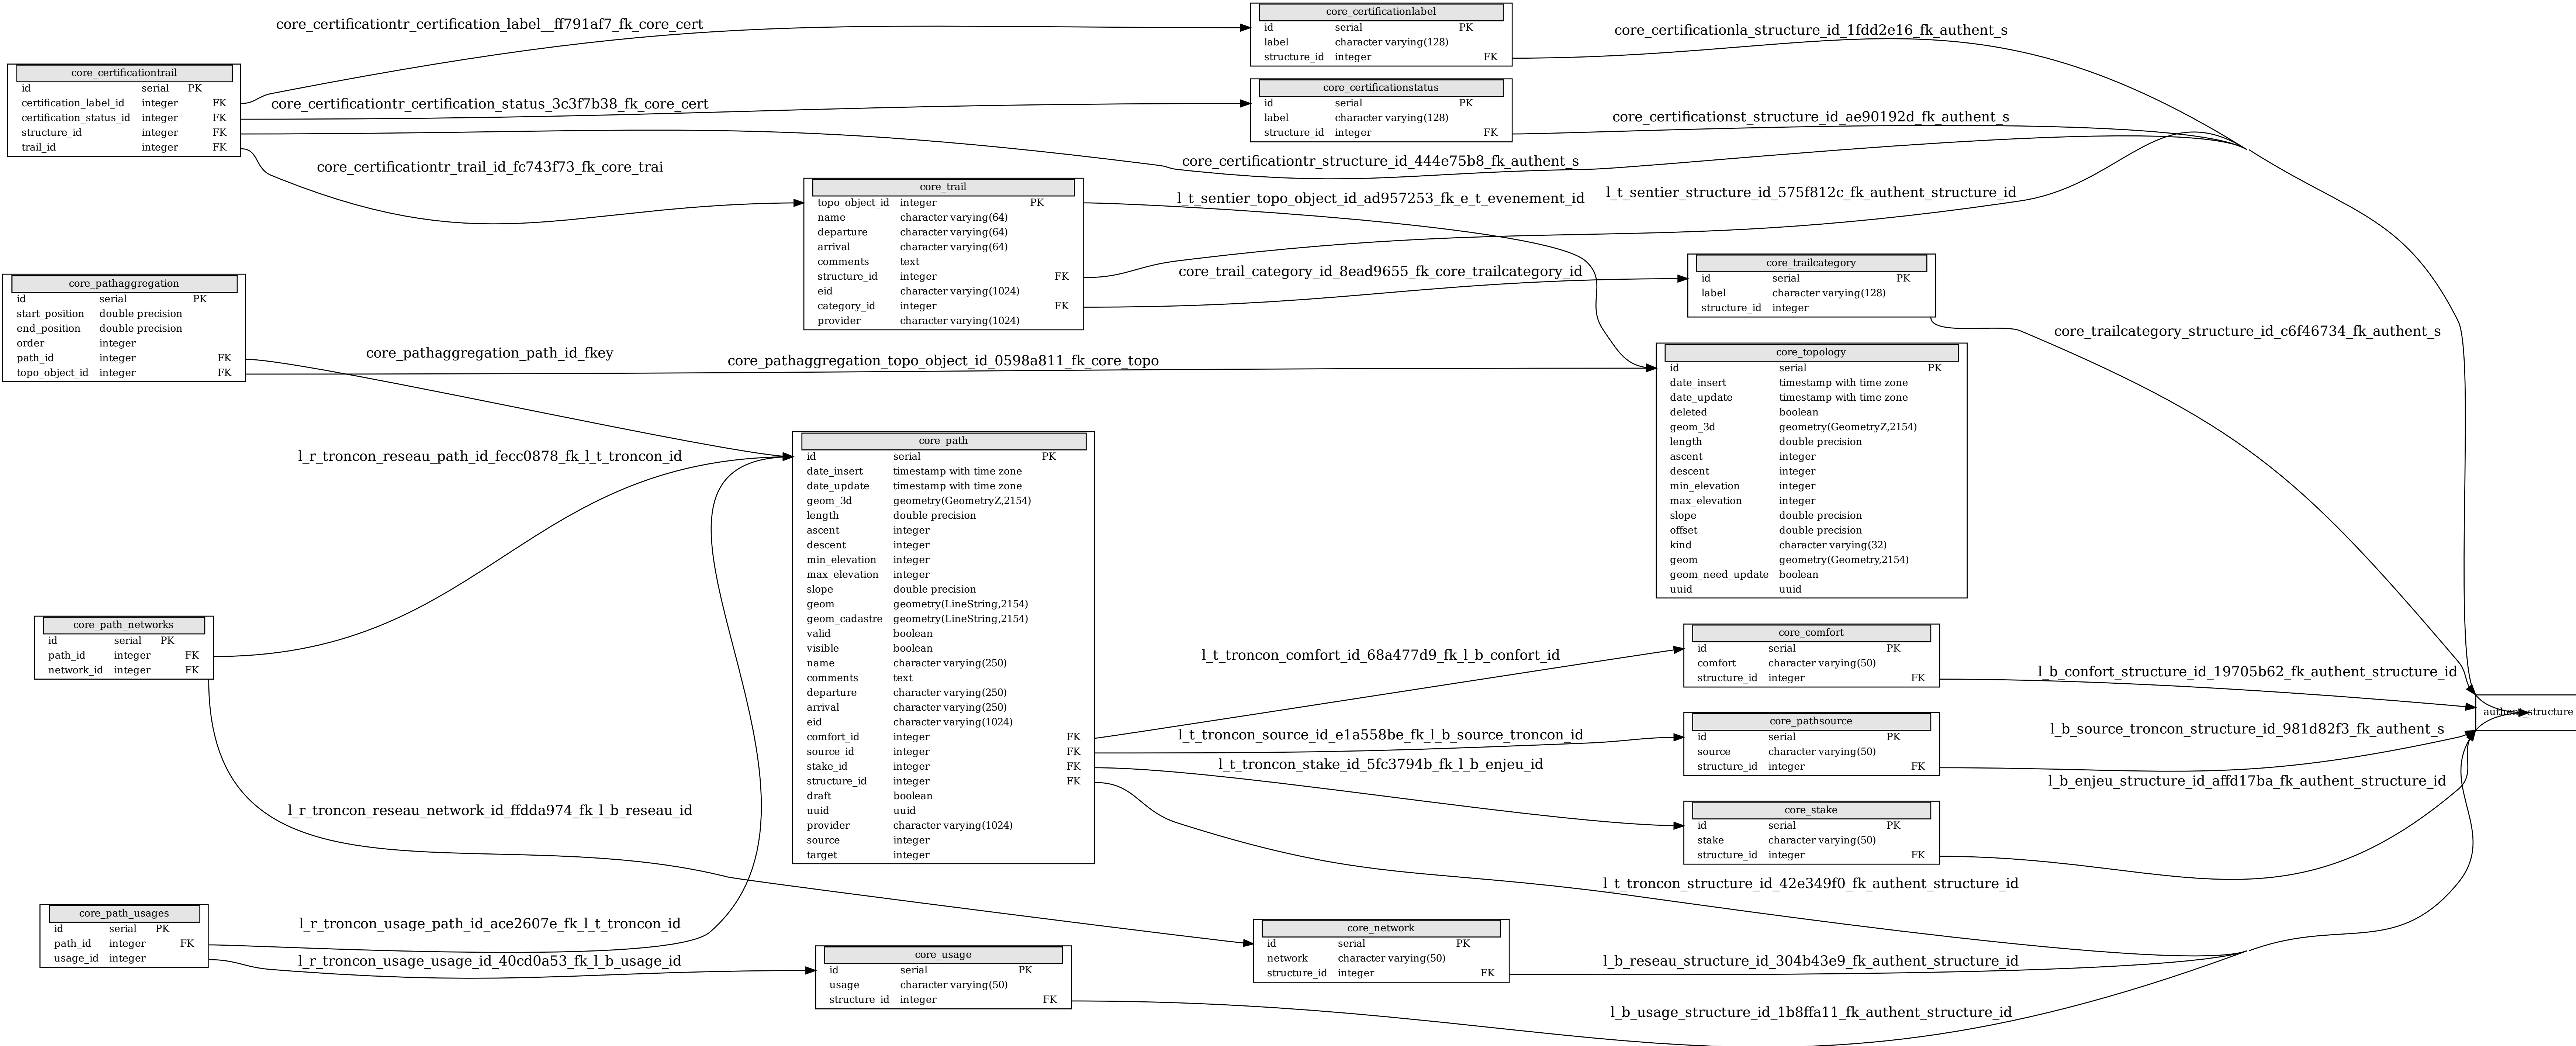 core_certificationtr_certification_label__ff791af7_fk_core_cert
core_certificationtr_certification_status_3c3f7b38_fk_core_cert
core_certificationtr_trail_id_fc743f73_fk_core_trai
core_certificationtr_structure_id_444e75b8_fk_authent_s
core_certificationla_structure_id_1fdd2e16_fk_authent_s
core_certificationst_structure_id_ae90192d_fk_authent_s
l_t_sentier_topo_object_id_ad957253_fk_e_t_evenement_id
l_t_sentier_structure_id_575f812c_fk_authent_structure_id
core_trail_category_id_8ead9655_fk_core_trailcategory_id
core_trailcategory_structure_id_c6f46734_fk_authent_s
core_pathaggregation_path_id_fkey
core_pathaggregation_topo_object_id_0598a811_fk_core_topo
l_r_troncon_reseau_path_id_fecc0878_fk_l_t_troncon_id
l_r_troncon_reseau_network_id_ffdda974_fk_l_b_reseau_id
l_r_troncon_usage_path_id_ace2607e_fk_l_t_troncon_id
l_r_troncon_usage_usage_id_40cd0a53_fk_l_b_usage_id
l_t_troncon_comfort_id_68a477d9_fk_l_b_confort_id
l_t_troncon_source_id_e1a558be_fk_l_b_source_troncon_id
l_t_troncon_stake_id_5fc3794b_fk_l_b_enjeu_id
l_t_troncon_structure_id_42e349f0_fk_authent_structure_id
l_b_confort_structure_id_19705b62_fk_authent_structure_id
l_b_source_troncon_structure_id_981d82f3_fk_authent_s
l_b_enjeu_structure_id_affd17ba_fk_authent_structure_id
l_b_reseau_structure_id_304b43e9_fk_authent_structure_id
l_b_usage_structure_id_1b8ffa11_fk_authent_structure_id
core_certificationtrail
id serial PK
certification_label_id integer FK
certification_status_id integer FK
structure_id integer FK
trail_id integer FK
core_pathaggregation
id serial PK
start_position double precision
end_position double precision
order integer
path_id integer FK
topo_object_id integer FK
core_path_networks
id serial PK
path_id integer FK
network_id integer FK
core_path_usages
id serial PK
path_id integer FK
usage_id integer
core_trail
topo_object_id integer PK
name character varying(64)
departure character varying(64)
arrival character varying(64)
comments text
structure_id integer FK
eid character varying(1024)
category_id integer FK
provider character varying(1024)
core_path
id serial PK
date_insert timestamp with time zone
date_update timestamp with time zone
geom_3d geometry(GeometryZ,2154)
length double precision
ascent integer
descent integer
min_elevation integer
max_elevation integer
slope double precision
geom geometry(LineString,2154)
geom_cadastre geometry(LineString,2154)
valid boolean
visible boolean
name character varying(250)
comments text
departure character varying(250)
arrival character varying(250)
eid character varying(1024)
comfort_id integer FK
source_id integer FK
stake_id integer FK
structure_id integer FK
draft boolean
uuid uuid
provider character varying(1024)
source integer
target integer
core_usage
id serial PK
usage character varying(50)
structure_id integer FK
core_certificationlabel
id serial PK
label character varying(128)
structure_id integer FK
core_certificationstatus
id serial PK
label character varying(128)
structure_id integer FK
core_network
id serial PK
network character varying(50)
structure_id integer FK
core_trailcategory
id serial PK
label character varying(128)
structure_id integer
core_topology
id serial PK
date_insert timestamp with time zone
date_update timestamp with time zone
deleted boolean
geom_3d geometry(GeometryZ,2154)
length double precision
ascent integer
descent integer
min_elevation integer
max_elevation integer
slope double precision
offset double precision
kind character varying(32)
geom geometry(Geometry,2154)
geom_need_update boolean
uuid uuid
core_comfort
id serial PK
comfort character varying(50)
structure_id integer FK
core_pathsource
id serial PK
source character varying(50)
structure_id integer FK
core_stake
id serial PK
stake character varying(50)
structure_id integer FK
authent_structure